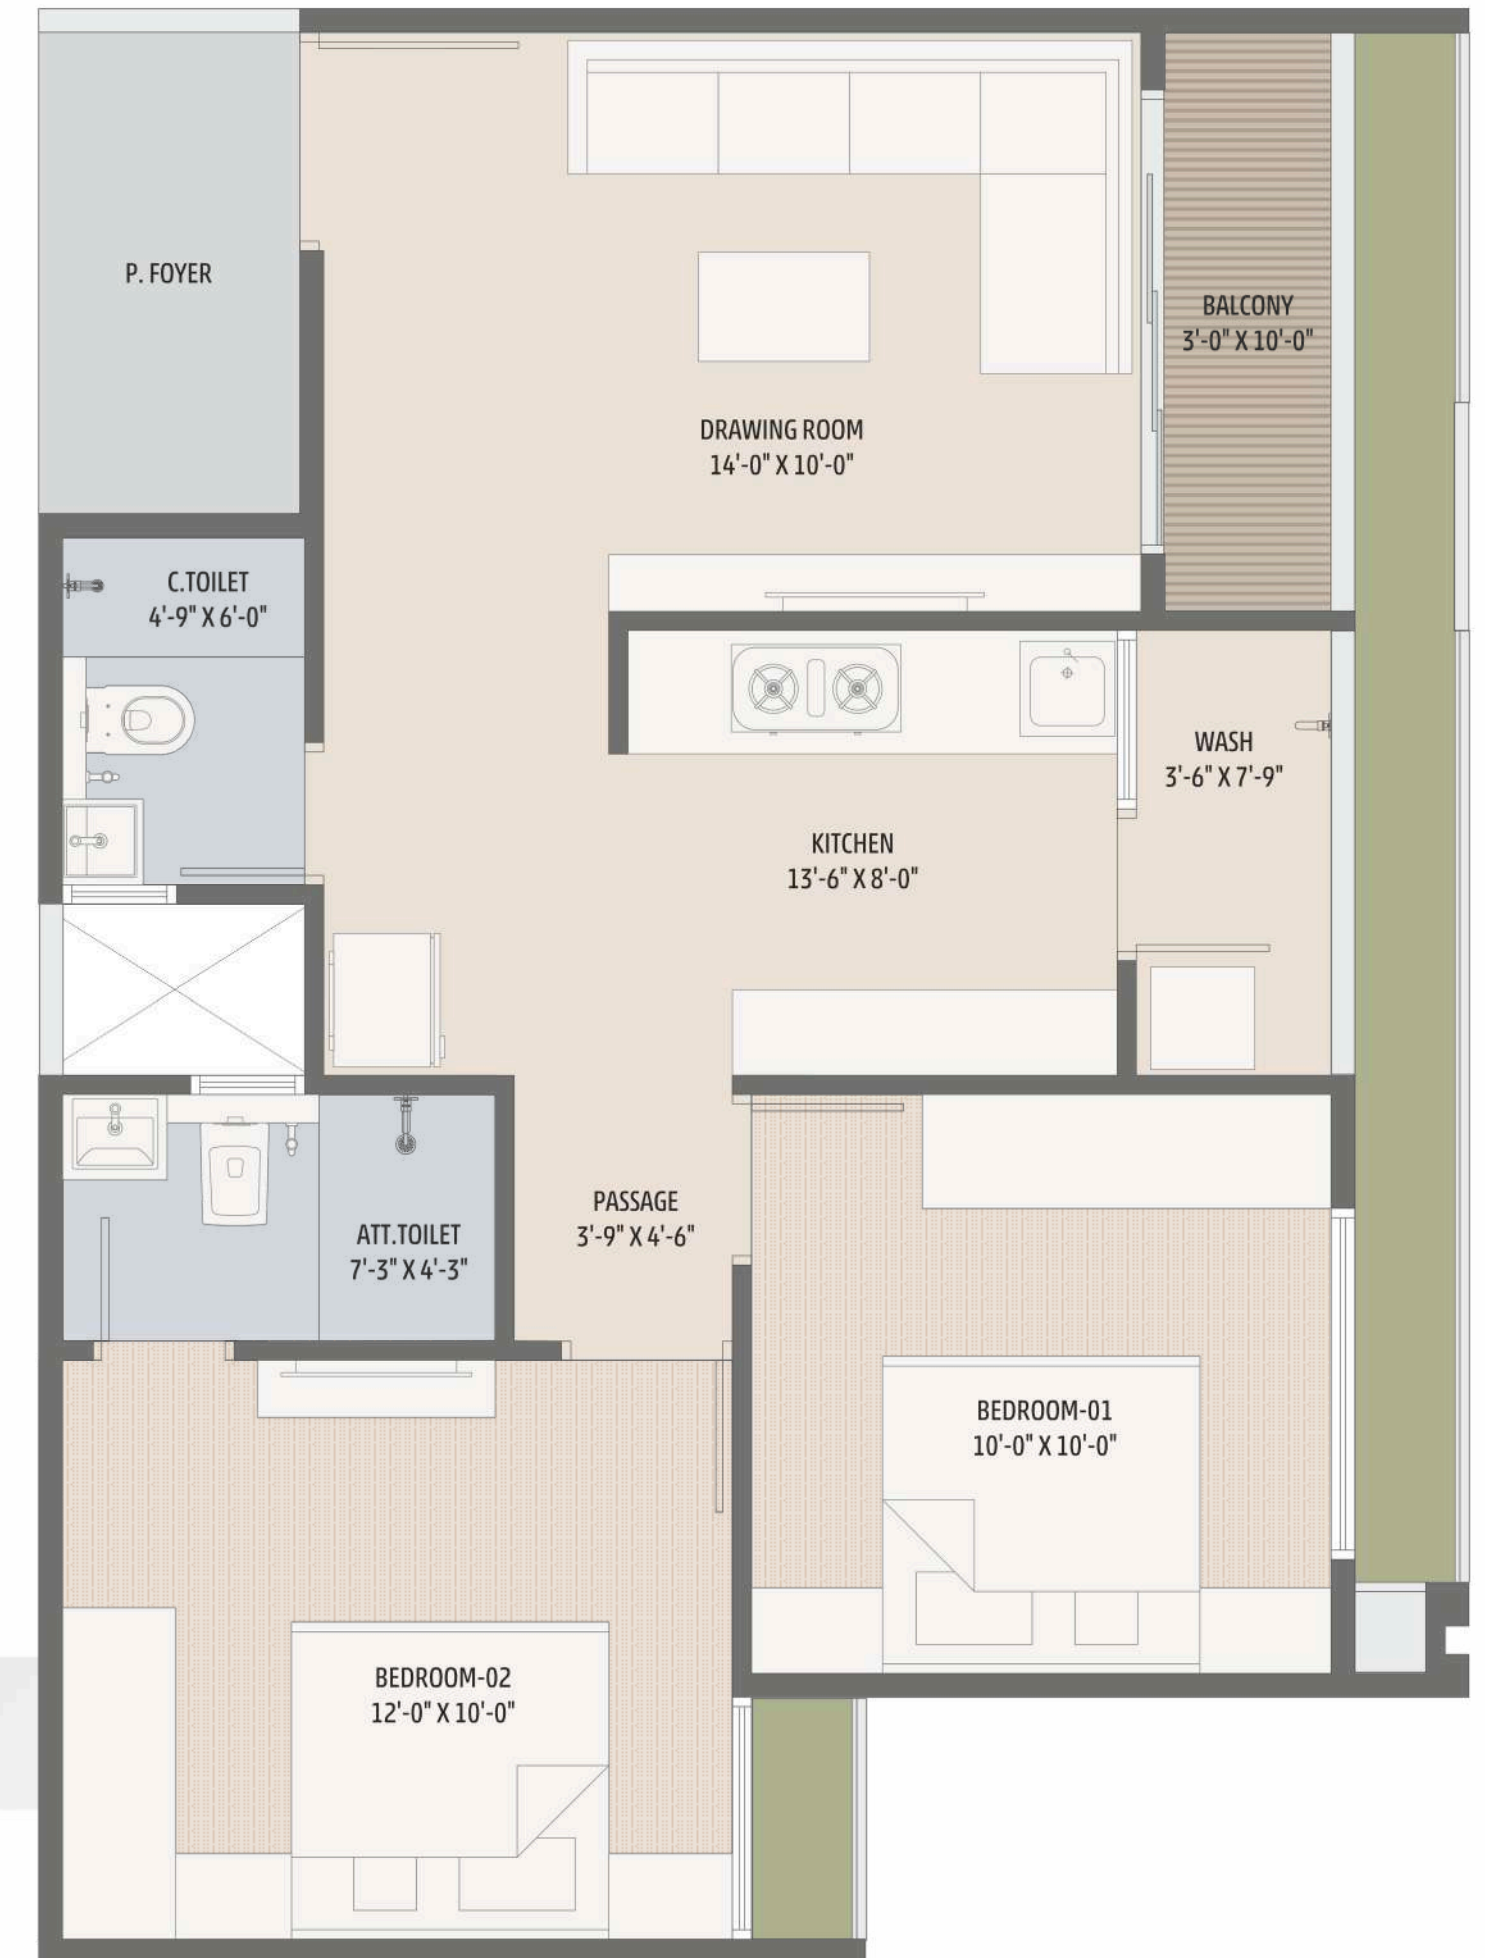 P. FOYER
BALCONY
3'-0" X 10'-0"
DRAWING ROOM
14'-0" X 10'-0"
C.TOILET
4'-9" X 6'-0"
WASH
3'-6" X 7'-9"
KITCHEN
13'-6" X 8'-0"
PASSAGE
3'-9" X 4'-6"
ATT.TOILET
7'-3" X 4'-3"
BEDROOM-01
10'-0" X 10'-0"
BEDROOM-02
12'-0" X 10'-0"